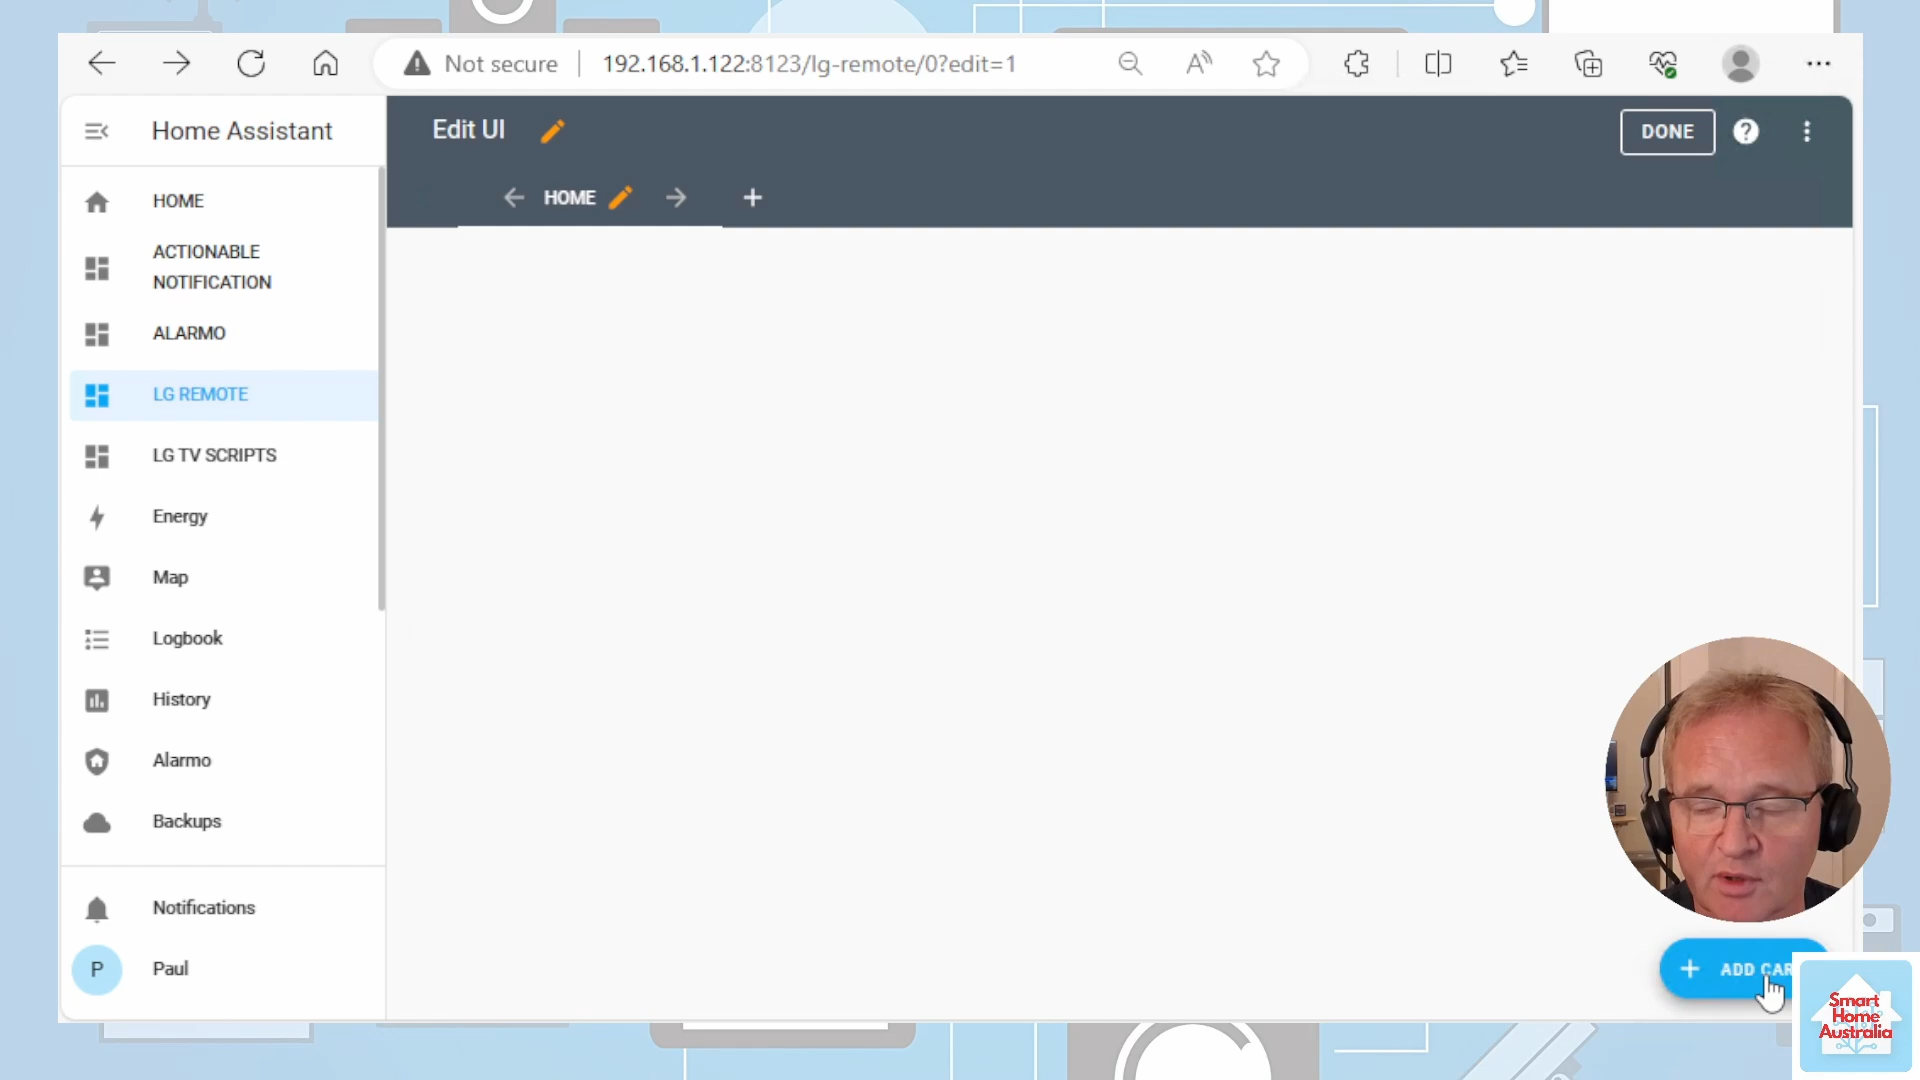 Not secure
192.168.1.122:8123/lg-remote/0?edit=1
Home Assistant
Edit UI
DONE
HOME
HOME
ACTIONABLE
NOTIFICATION
ALARMO
LG REMOTE
LG TV SCRIPTS
Energy
Map
Logbook
History
Alarmo
Backups
Notifications
P
Paul
ADD CAR
Smart
Home
Australia